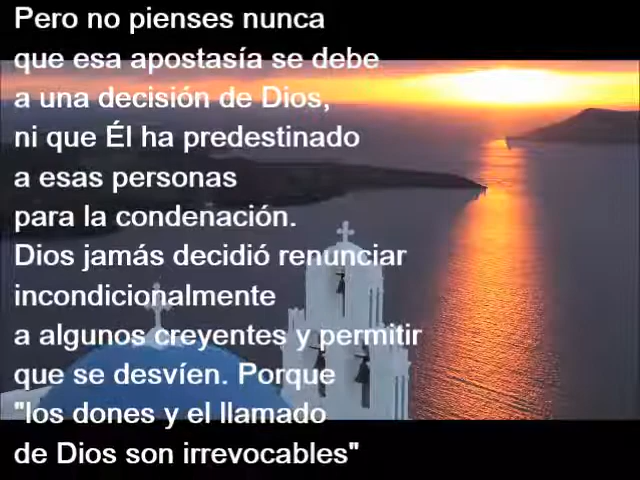 Pero no pienses nunca
que esa apostasía se debe
a una decisión de Dios,
ni que Él ha predestinado
a esas personas
para la condenación.
Dios jamás decidió renunciar
incondicionalmente
a algunos creyentes y permitir
que se desvíen. Porque
"los dones y el llamado
de Dios son irrevocables"